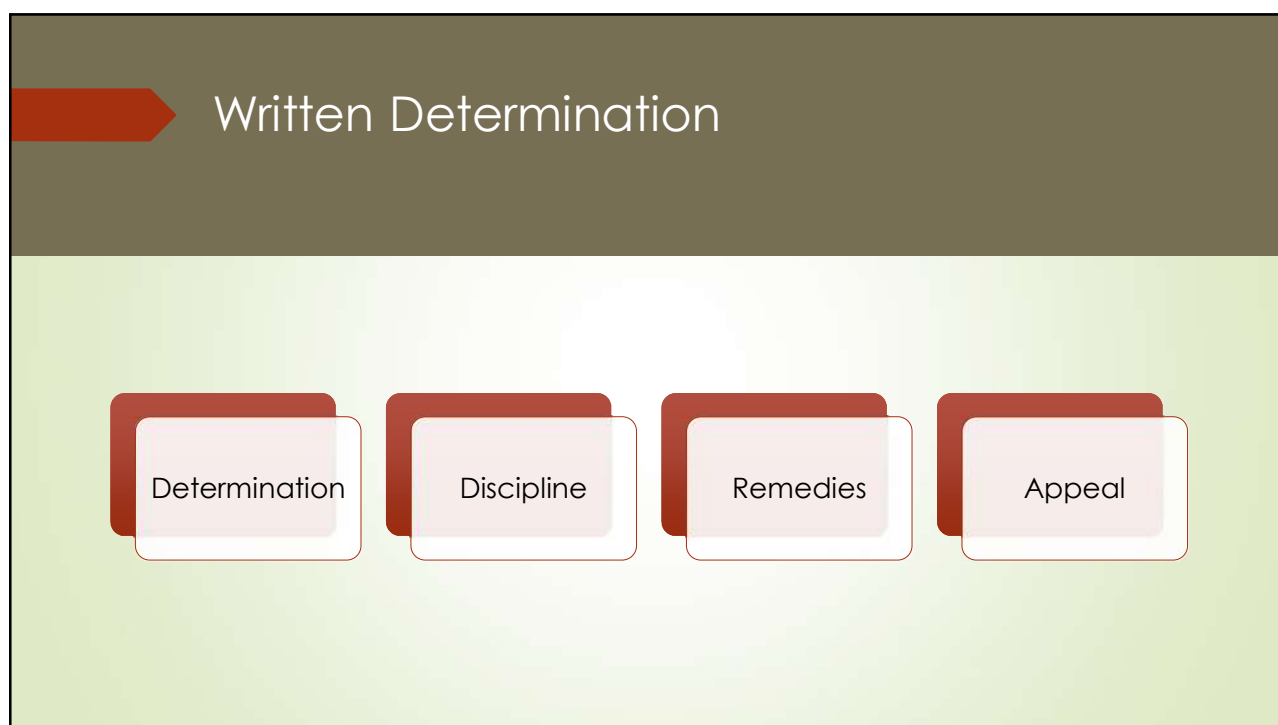 Written Determination
Determination
Discipline
Remedies
Appeal